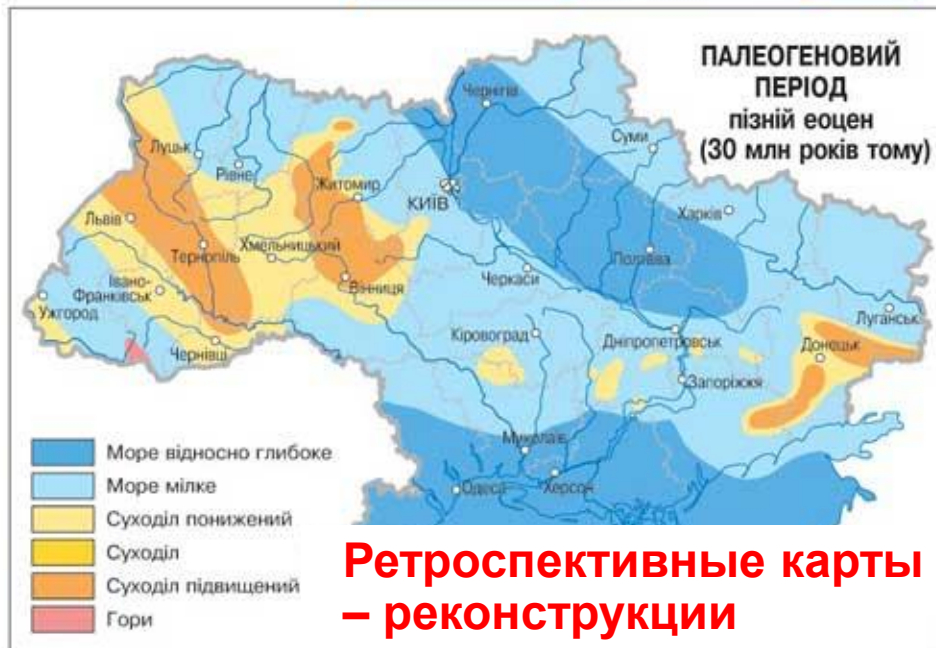 ПАЛЕОГЕНОВИЙ
ПЕРІОД
пізній еоцен
(30 млн років тому)
Чернігів
Суми
Луцьк
Рівне
Житомир
КИЇВ
Харків
Львів
Хмельницький
Тернопіль
Полтава
Черкаси
Вінниця
Івано-
Франківськ
Ужгород
Луганськ
Кіровоград
Дніпропетровськ
Донецьк
Чернівці
Запоріжжя
Миколаїв
Одеса
Херсон
Море відносно глибоке
Море мілке
Суходіл понижений
Суходіл
Суходіл підвищений
Гори
Ретроспективные карты
– реконструкции